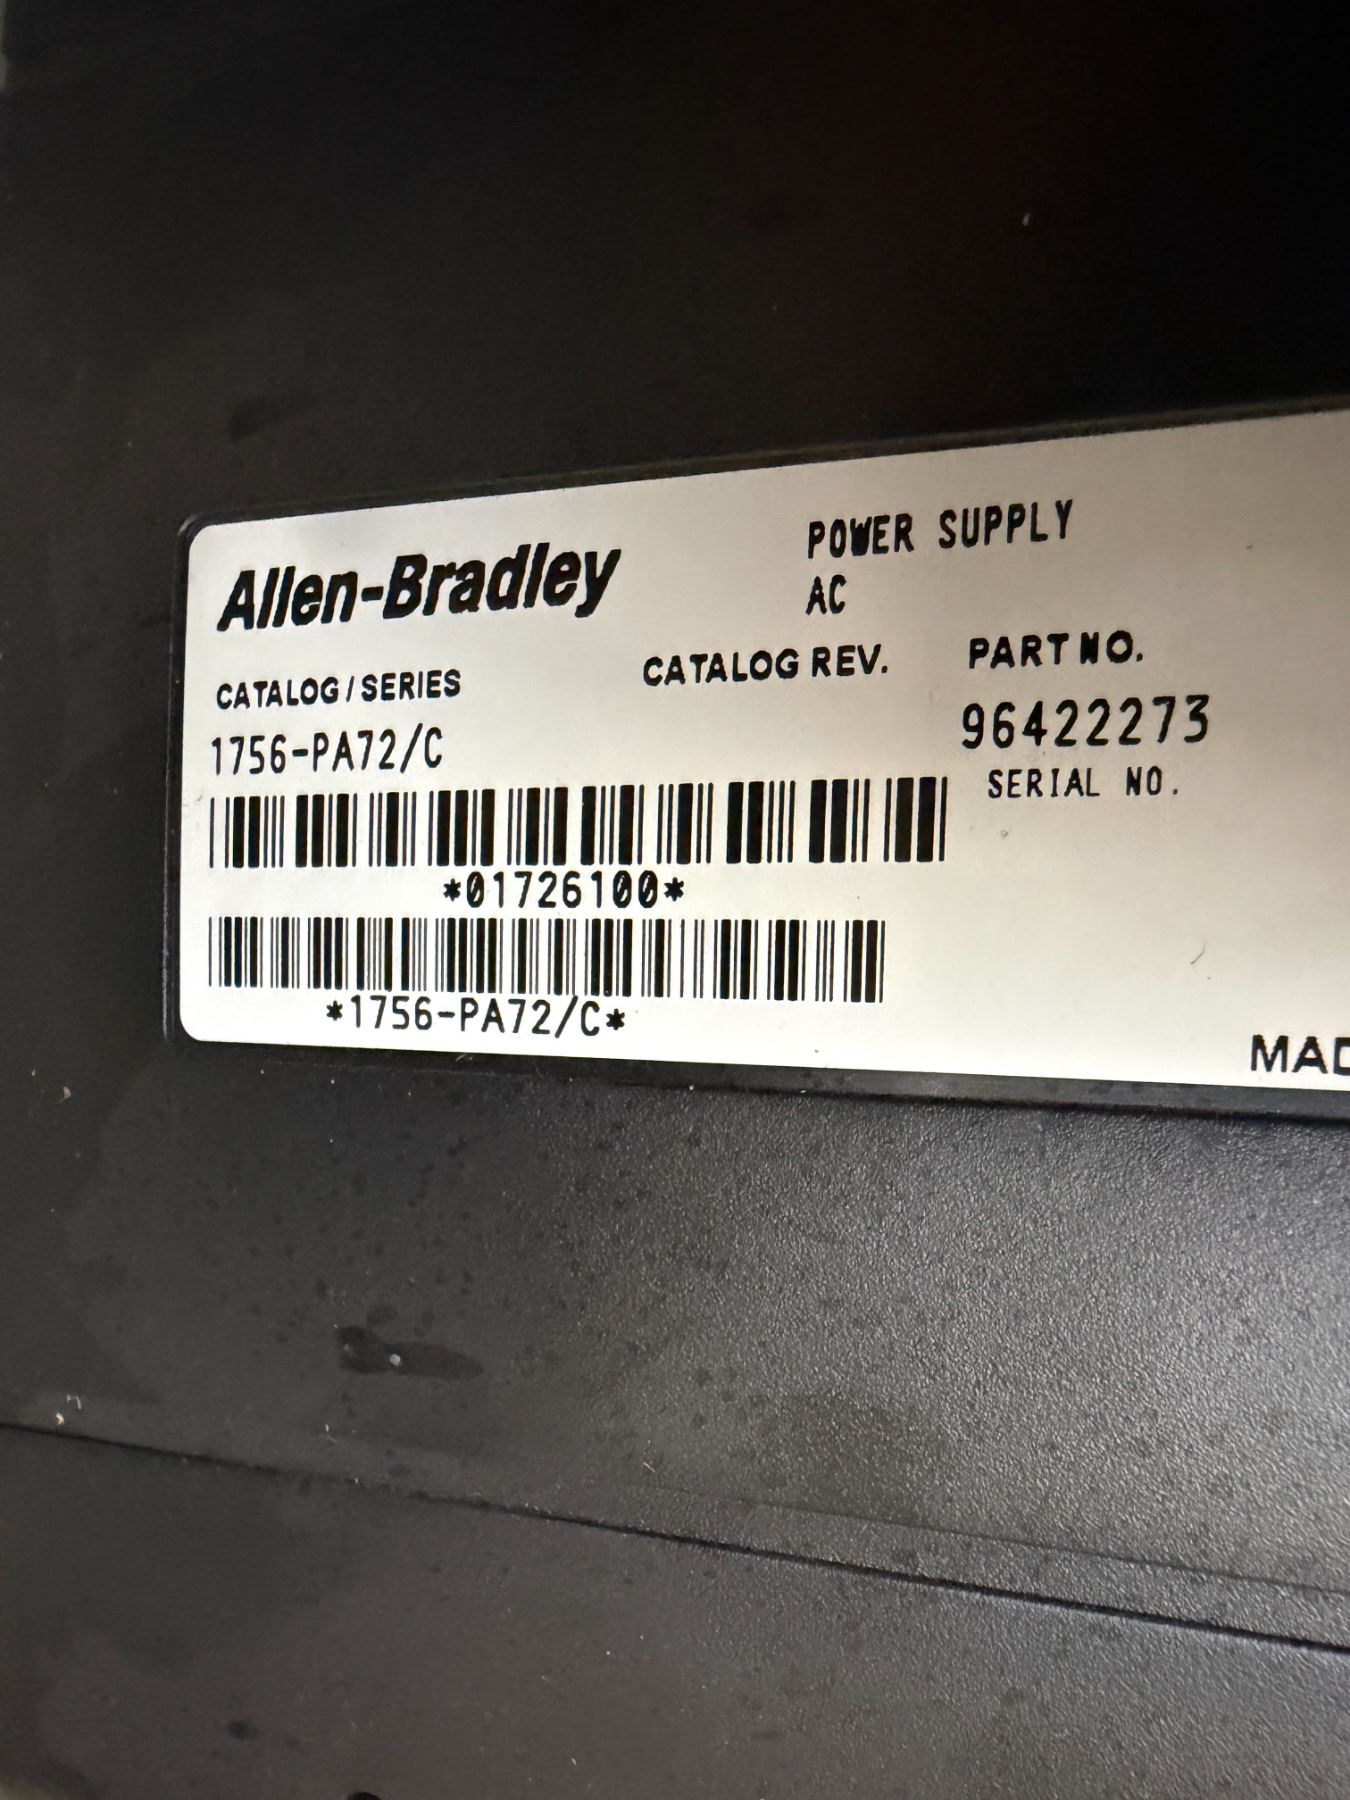 Allen-Bradley
POWER SUPPLY
AC
CATALOG/SERIES
CATALOG REV.
PART NO.
1756-PA72/C
96422273
SERIAL NO.
*01726100*
*1756-PA72/C*